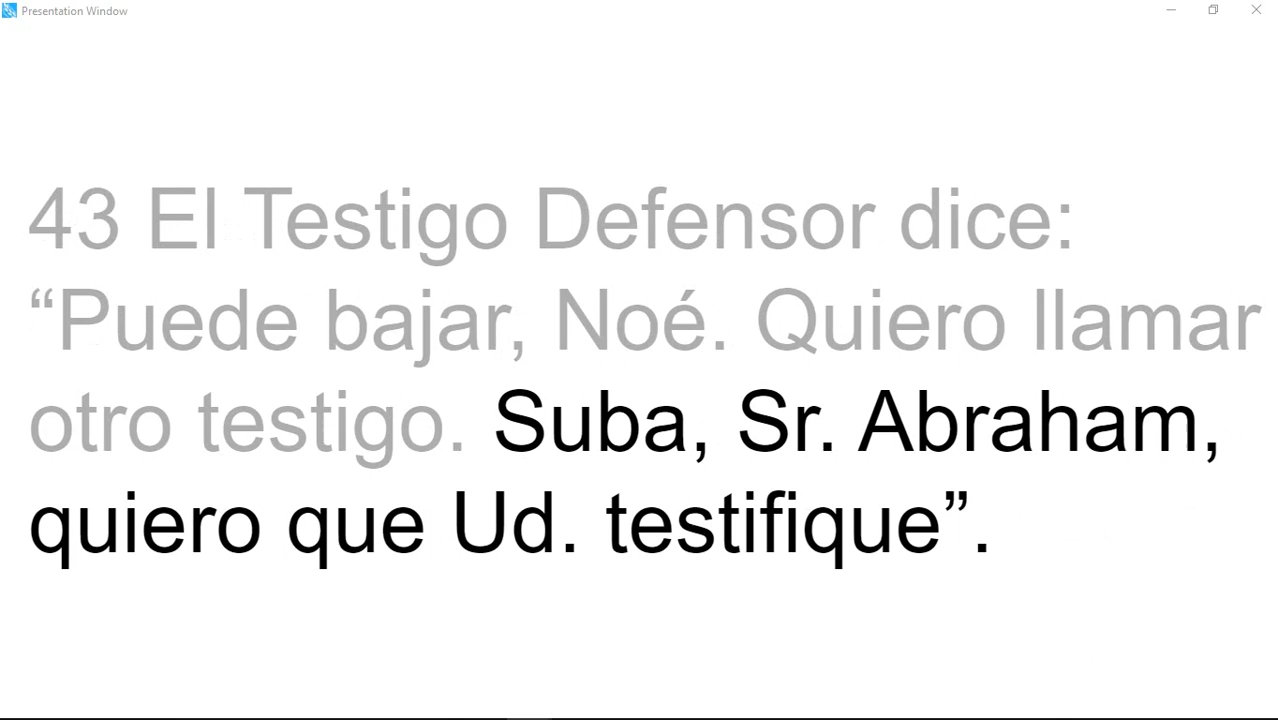 Presentation Window
43 El Testigo Defensor dice:
“Puede bajar, Noé. Quiero llamar
otro testigo. Suba, Sr. Abraham,
quiero que Ud. testifique”.